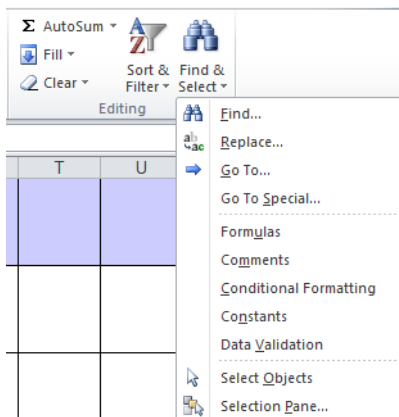 Σ AutoSum
Fill
Clear
Sort & Filter
Find & Select
Editing
T U
Find...
Replace...
Go To...
Go To Special...
Formulas
Comments
Conditional Formatting
Constants
Data Validation
Select Objects
Selection Pane...